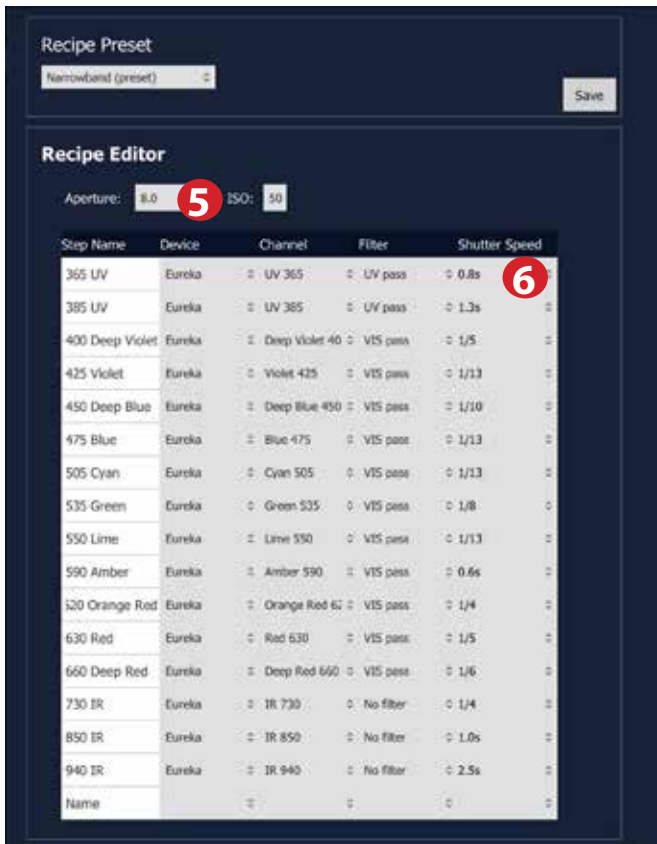 Recipe Preset
Narrowband (preset)
Save
Recipe Editor
Aperture: 8.0 5 ISO: 50
Step Name Device Channel Filter Shutter Speed
365 UV Eureka UV 365 UV pass 0.8s 6
385 UV Eureka UV 385 UV pass 1.3s
400 Deep Violet Eureka Deep Violet 40 VIS pass 1/5
425 Violet Eureka Violet 425 VIS pass 1/13
450 Deep Blue Eureka Deep Blue 450 VIS pass 1/10
475 Blue Eureka Blue 475 VIS pass 1/13
505 Cyan Eureka Cyan 505 VIS pass 1/13
535 Green Eureka Green 535 VIS pass 1/8
550 Lime Eureka Lime 550 VIS pass 1/13
590 Amber Eureka Amber 590 VIS pass 0.6s
620 Orange Red Eureka Orange Red 62 VIS pass 1/4
630 Red Eureka Red 630 VIS pass 1/5
660 Deep Red Eureka Deep Red 660 VIS pass 1/6
730 IR Eureka IR 730 No filter 1/4
850 IR Eureka IR 850 No filter 1.0s
940 IR Eureka IR 940 No filter 2.5s
Name